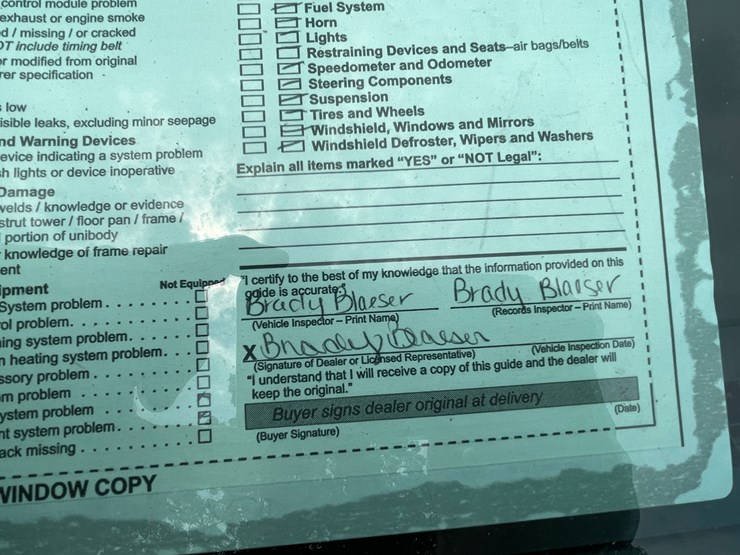 control module problem
exhaust or engine smoke
d / missing / or cracked
OT include timing belt
or modified from original
rer specification
low
isible leaks, excluding minor seepage
nd Warning Devices
evice indicating a system problem
h lights or device inoperative
Damage
welds / knowledge or evidence
strut tower / floor pan / frame /
portion of unibody
knowledge of frame repair
ent
ipment Not Equipped
System problem . . . . . . . .
ol problem. . . . . . . . . .
ing system problem. . . .
n heating system problem. . .
ssory problem . . . . . . . .
m problem . . . . . . . . . .
ystem problem . . . . . . .
nt system problem. . . . .
ack missing . . . . . . . . .
WINDOW COPY
Fuel System
Horn
Lights
Restraining Devices and Seats–air bags/belts
Speedometer and Odometer
Steering Components
Suspension
Tires and Wheels
Windshield, Windows and Mirrors
Windshield Defroster, Wipers and Washers
Explain all items marked “YES” or “NOT Legal”:
"I certify to the best of my knowledge that the information provided on this
guide is accurate."
Brady Blaeser Brady Blaeser
(Vehicle Inspector – Print Name) (Records Inspector – Print Name)
X Brady Blaeser
(Signature of Dealer or Licensed Representative) (Vehicle Inspection Date)
"I understand that I will receive a copy of this guide and the dealer will
keep the original."
Buyer signs dealer original at delivery
(Buyer Signature) (Date)